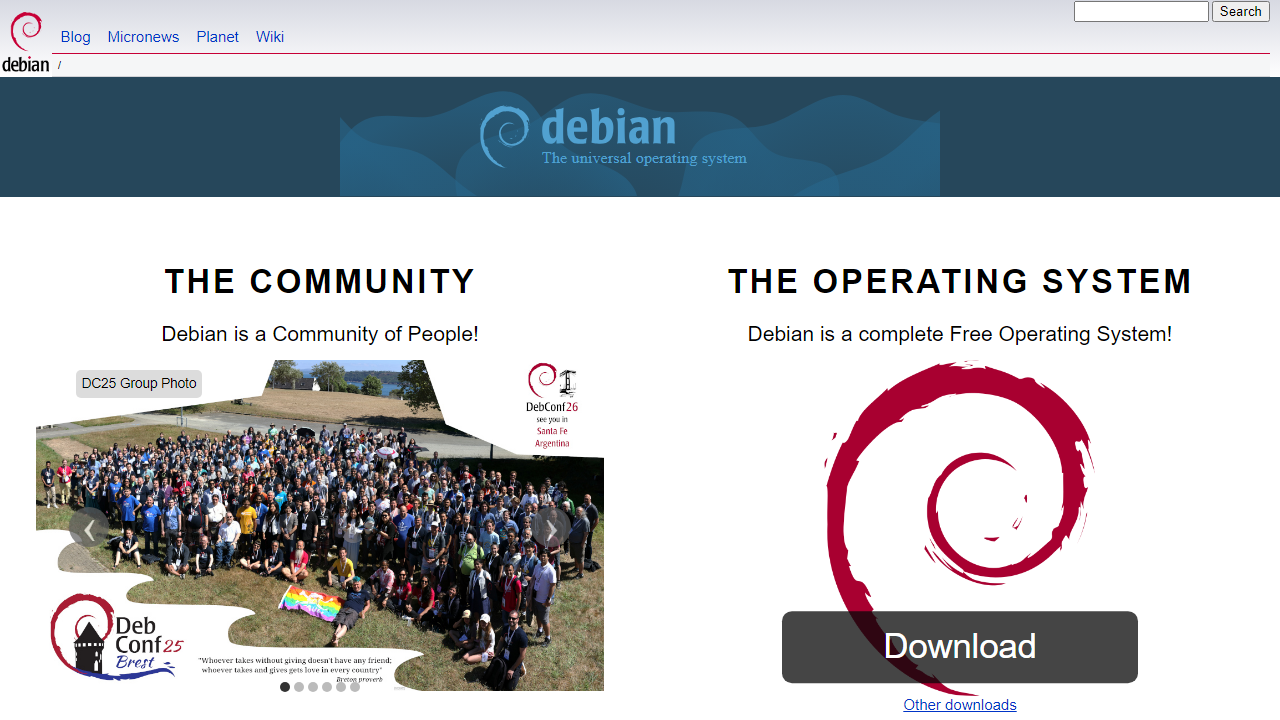 Search
Blog Micronews Planet Wiki
debian /
debian
The universal operating system
THE COMMUNITY
Debian is a Community of People!
DC25 Group Photo
DebConf26
see you in
Santa Fe
Argentina
Deb
Conf 25
Brest
"Whoever takes without giving doesn't have any friend;
whoever takes and gives gets love in every country"
Breton proverb
THE OPERATING SYSTEM
Debian is a complete Free Operating System!
Download
Other downloads